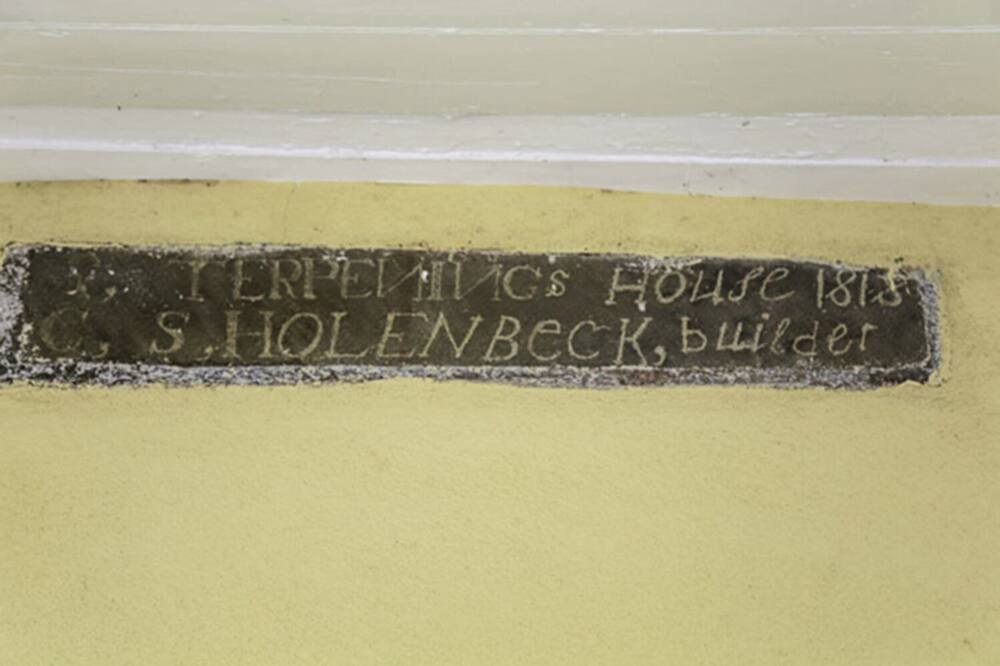 P. TERPENINGs House 1818
C, S. HOLENBecK, builder